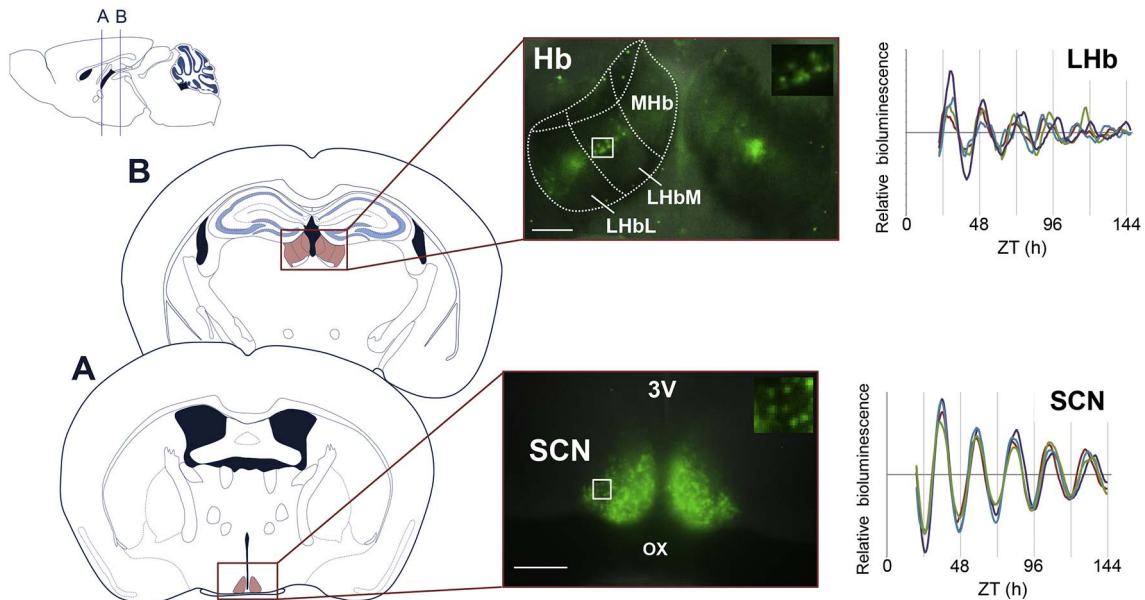 A B
B
Hb
MHb
LHbM
LHbL
LHb
Relative bioluminescence
0 48 96 144
ZT (h)
A
3V
SCN
OX
SCN
Relative bioluminescence
0 48 96 144
ZT (h)